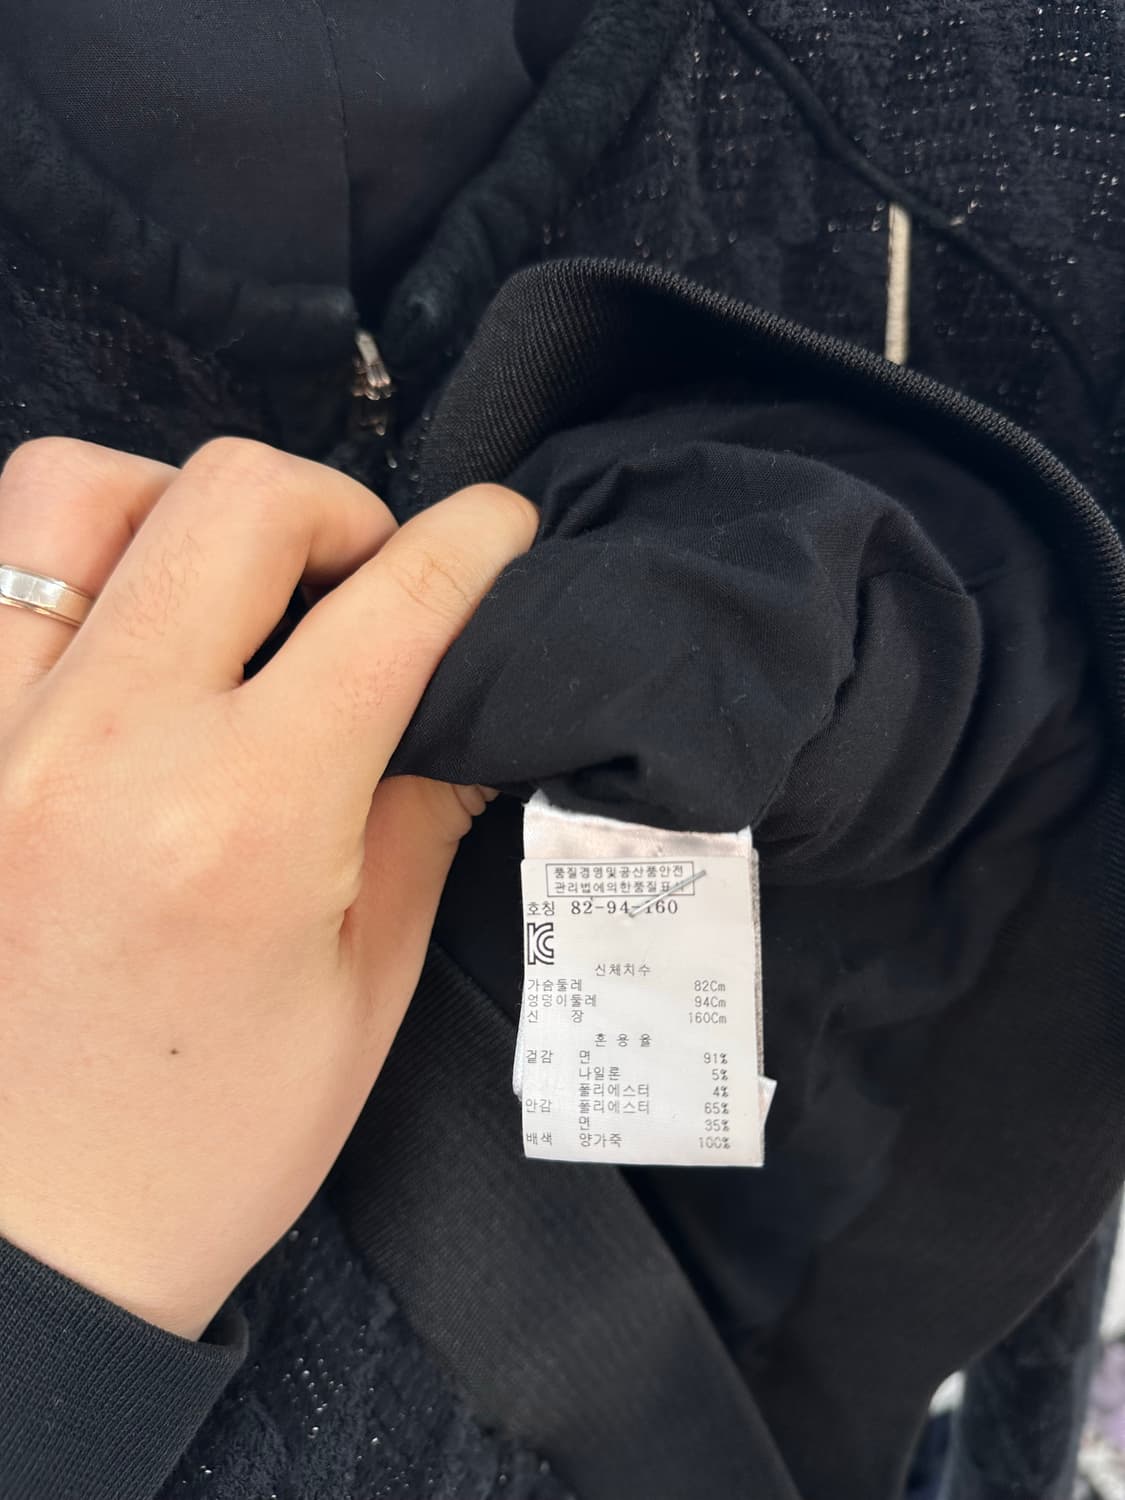 품질경영및공산품안전
관리법에의한품질표시
호칭 82-94-160
신체치수
가슴둘레 82Cm
엉덩이둘레 94Cm
신 장 160Cm
혼 용 율
겉감 면 91%
나일론 5%
폴리에스터 4%
안감 폴리에스터 65%
면 35%
배색 양가죽 100%